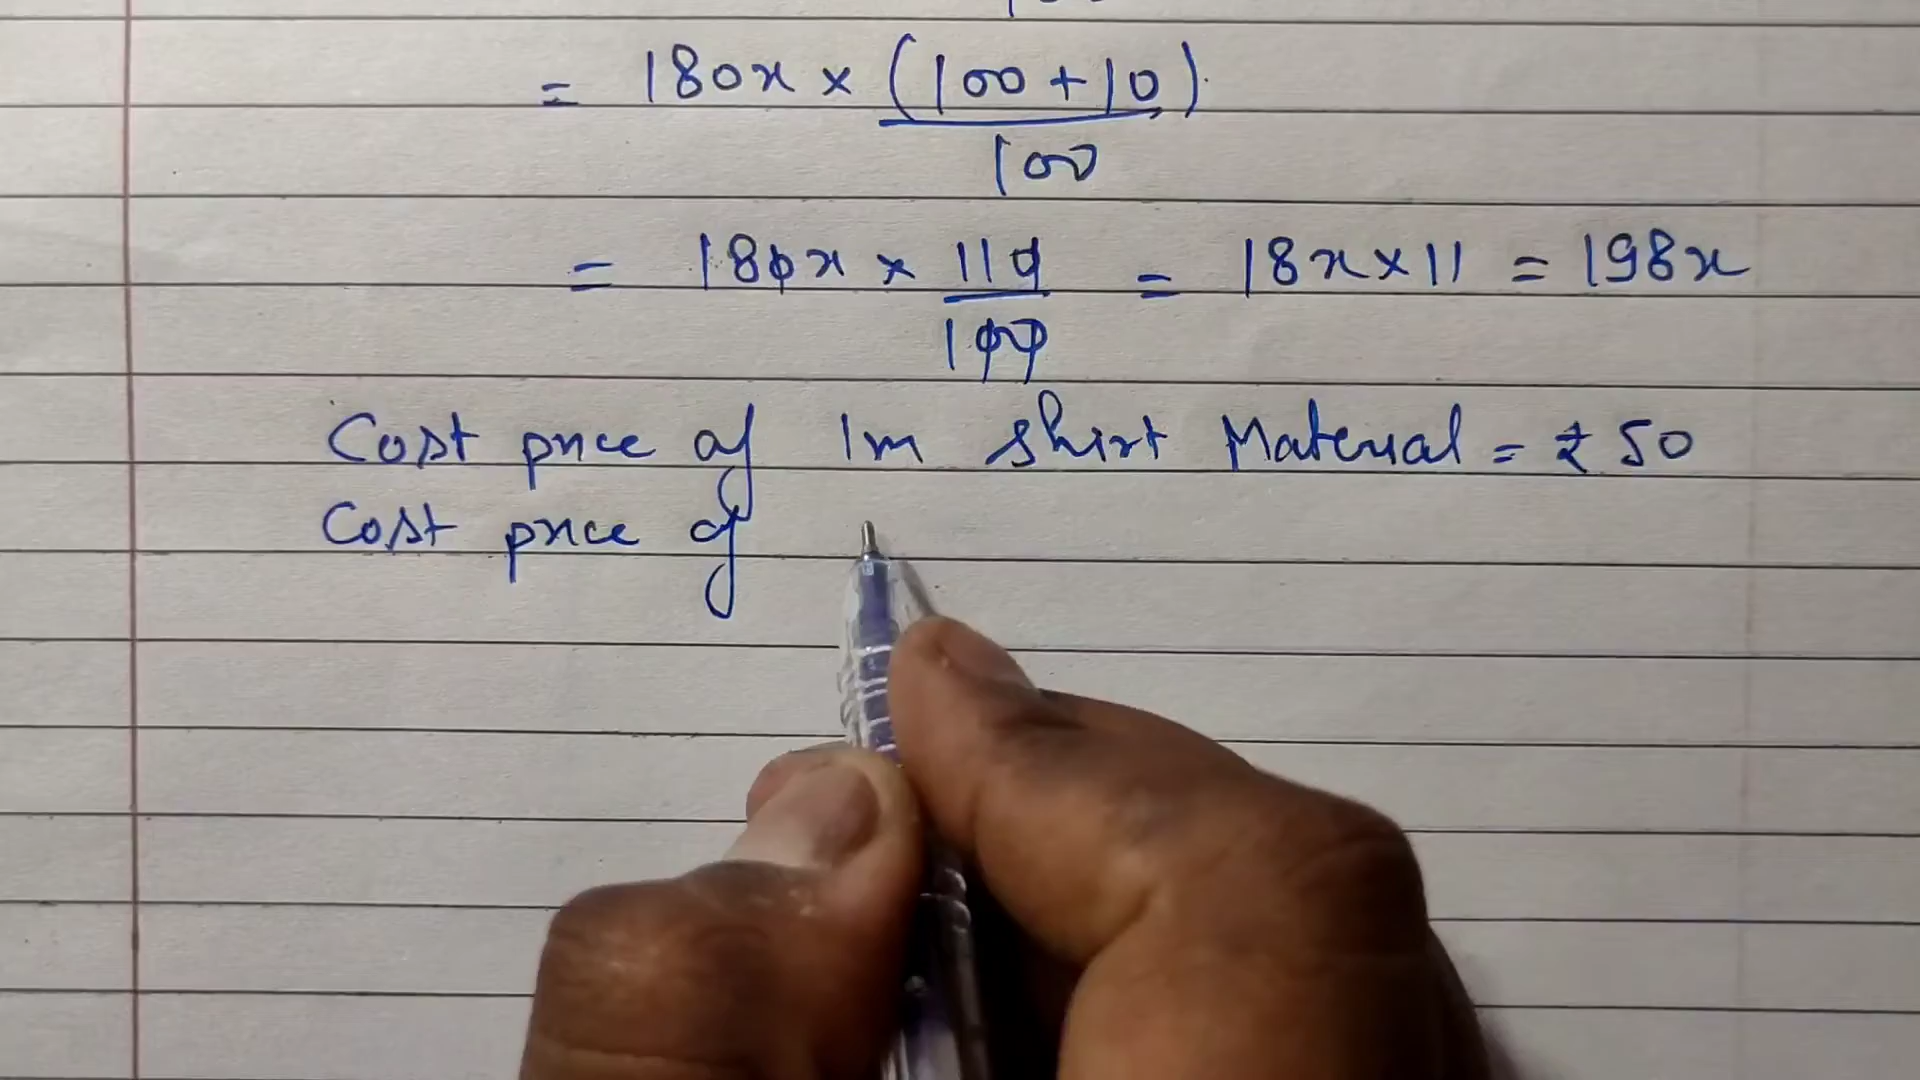 = 180x × (100 + 10)
100
= 180x × 110 = 18x × 11 = 198x
100
Cost price of 1m shirt Material = ₹ 50
Cost price of